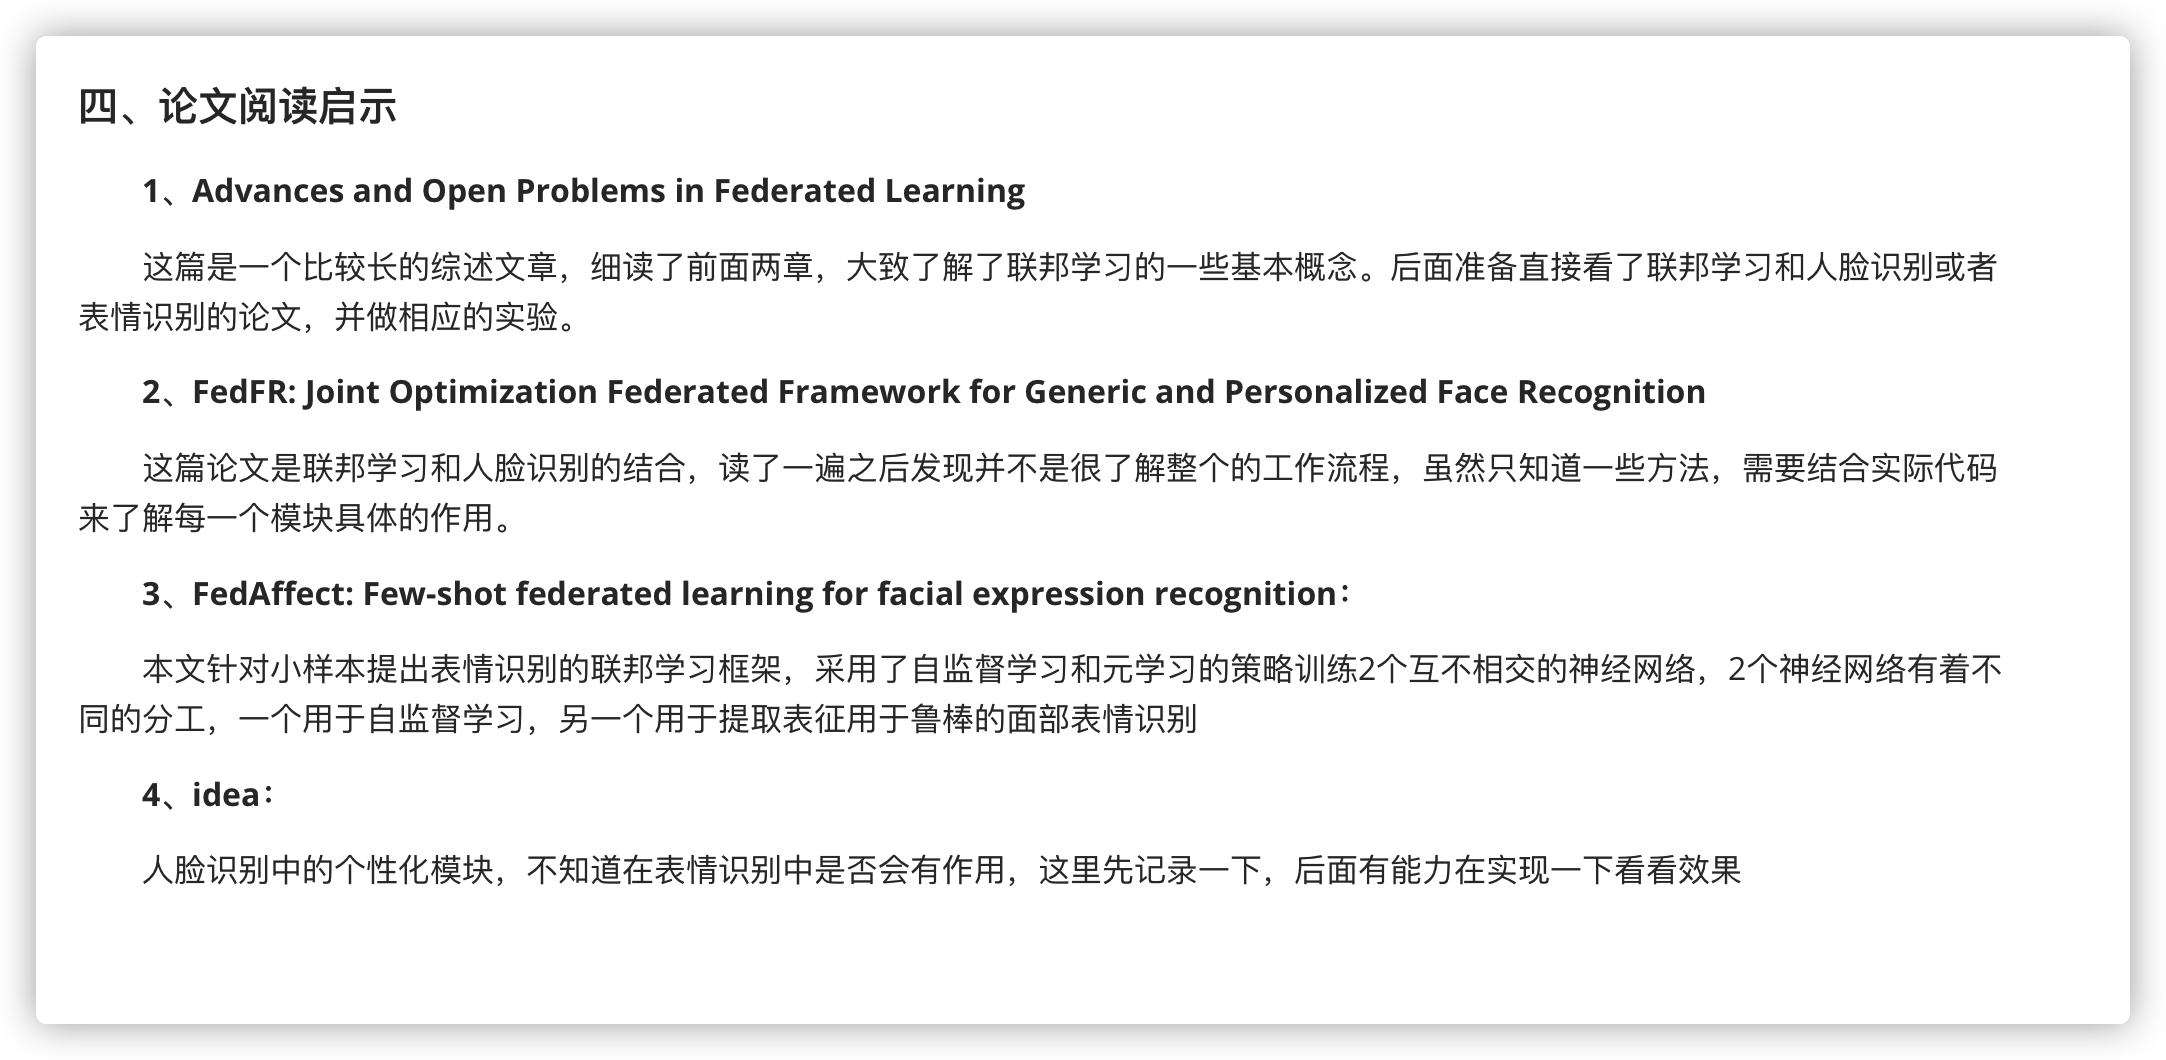 四、论文阅读启示
1、Advances and Open Problems in Federated Learning
这篇是一个比较长的综述文章，细读了前面两章，大致了解了联邦学习的一些基本概念。后面准备直接看了联邦学习和人脸识别或者
表情识别的论文，并做相应的实验。
2、FedFR: Joint Optimization Federated Framework for Generic and Personalized Face Recognition
这篇论文是联邦学习和人脸识别的结合，读了一遍之后发现并不是很了解整个的工作流程，虽然只知道一些方法，需要结合实际代码
来了解每一个模块具体的作用。
3、FedAffect: Few-shot federated learning for facial expression recognition：
本文针对小样本提出表情识别的联邦学习框架，采用了自监督学习和元学习的策略训练2个互不相交的神经网络，2个神经网络有着不
同的分工，一个用于自监督学习，另一个用于提取表征用于鲁棒的面部表情识别
4、idea：
人脸识别中的个性化模块，不知道在表情识别中是否会有作用，这里先记录一下，后面有能力在实现一下看看效果